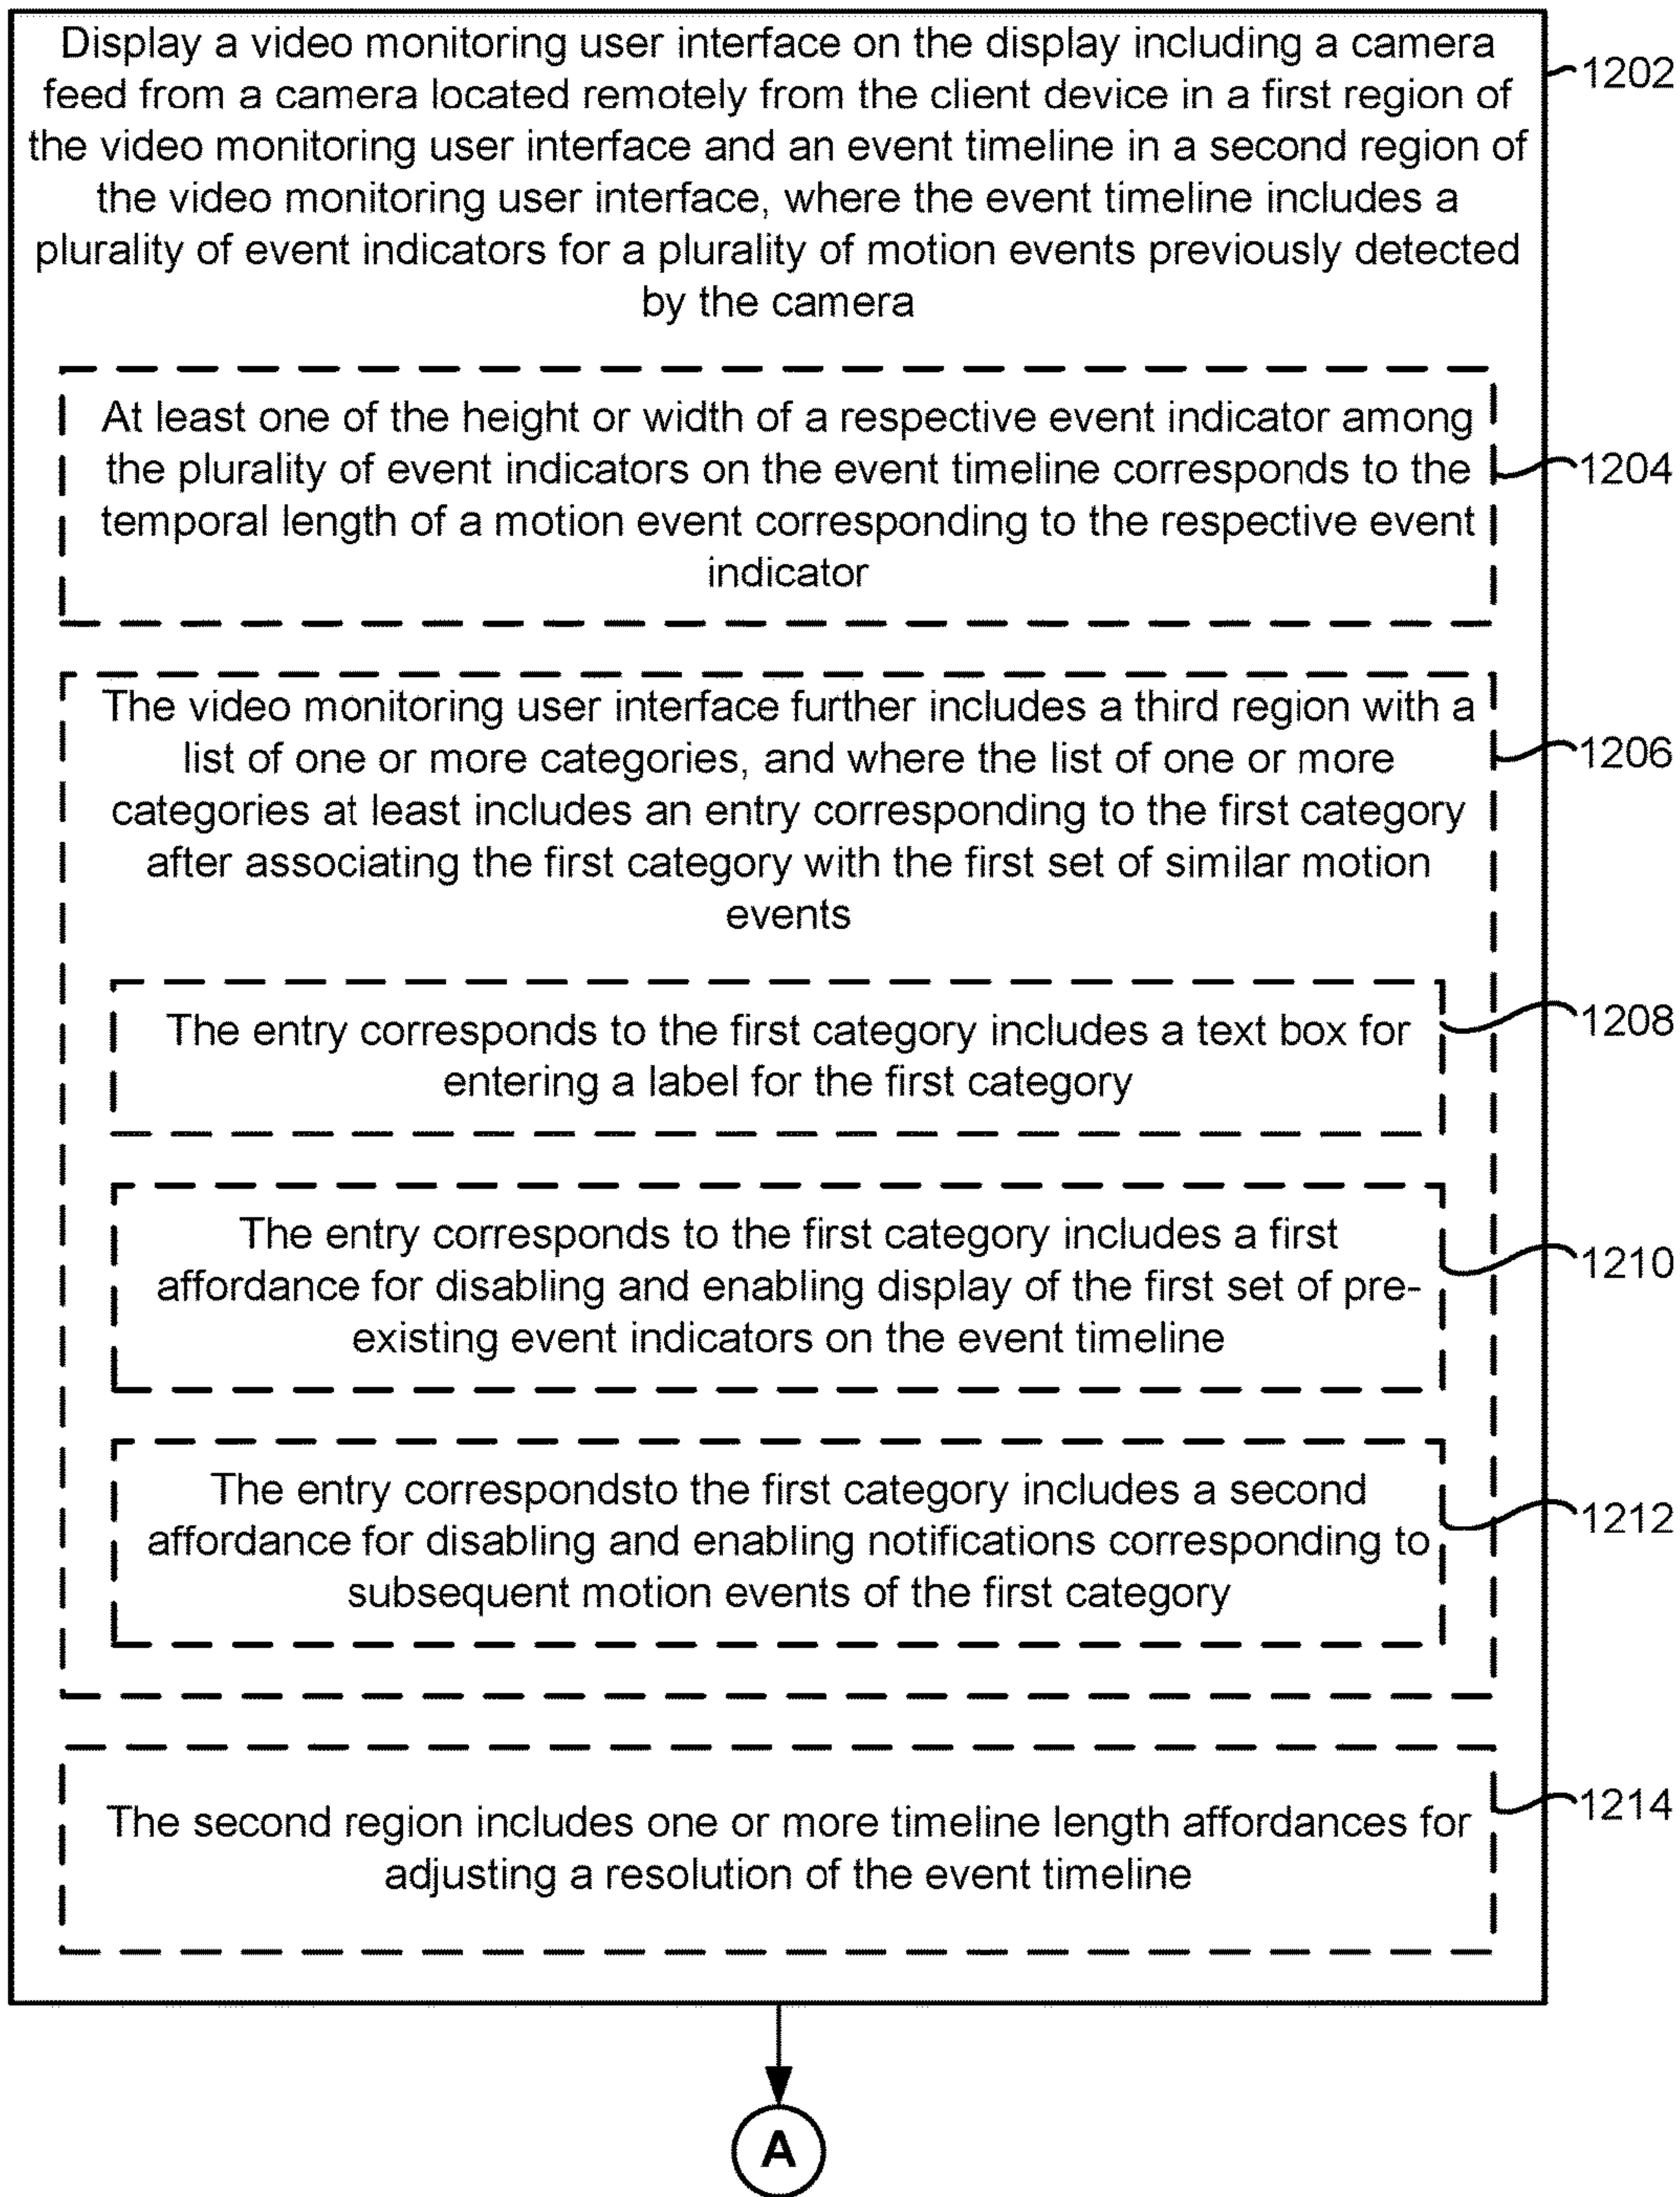 Display a video monitoring user interface on the display including a camera
feed from a camera located remotely from the client device in a first region of
the video monitoring user interface and an event timeline in a second region of
the video monitoring user interface, where the event timeline includes a
plurality of event indicators for a plurality of motion events previously detected
by the camera
1202
At least one of the height or width of a respective event indicator among
the plurality of event indicators on the event timeline corresponds to the
temporal length of a motion event corresponding to the respective event
indicator
1204
The video monitoring user interface further includes a third region with a
list of one or more categories, and where the list of one or more
categories at least includes an entry corresponding to the first category
after associating the first category with the first set of similar motion
events
1206
The entry corresponds to the first category includes a text box for
entering a label for the first category
1208
The entry corresponds to the first category includes a first
affordance for disabling and enabling display of the first set of pre-
existing event indicators on the event timeline
1210
The entry correspondsto the first category includes a second
affordance for disabling and enabling notifications corresponding to
subsequent motion events of the first category
1212
The second region includes one or more timeline length affordances for
adjusting a resolution of the event timeline
1214
A